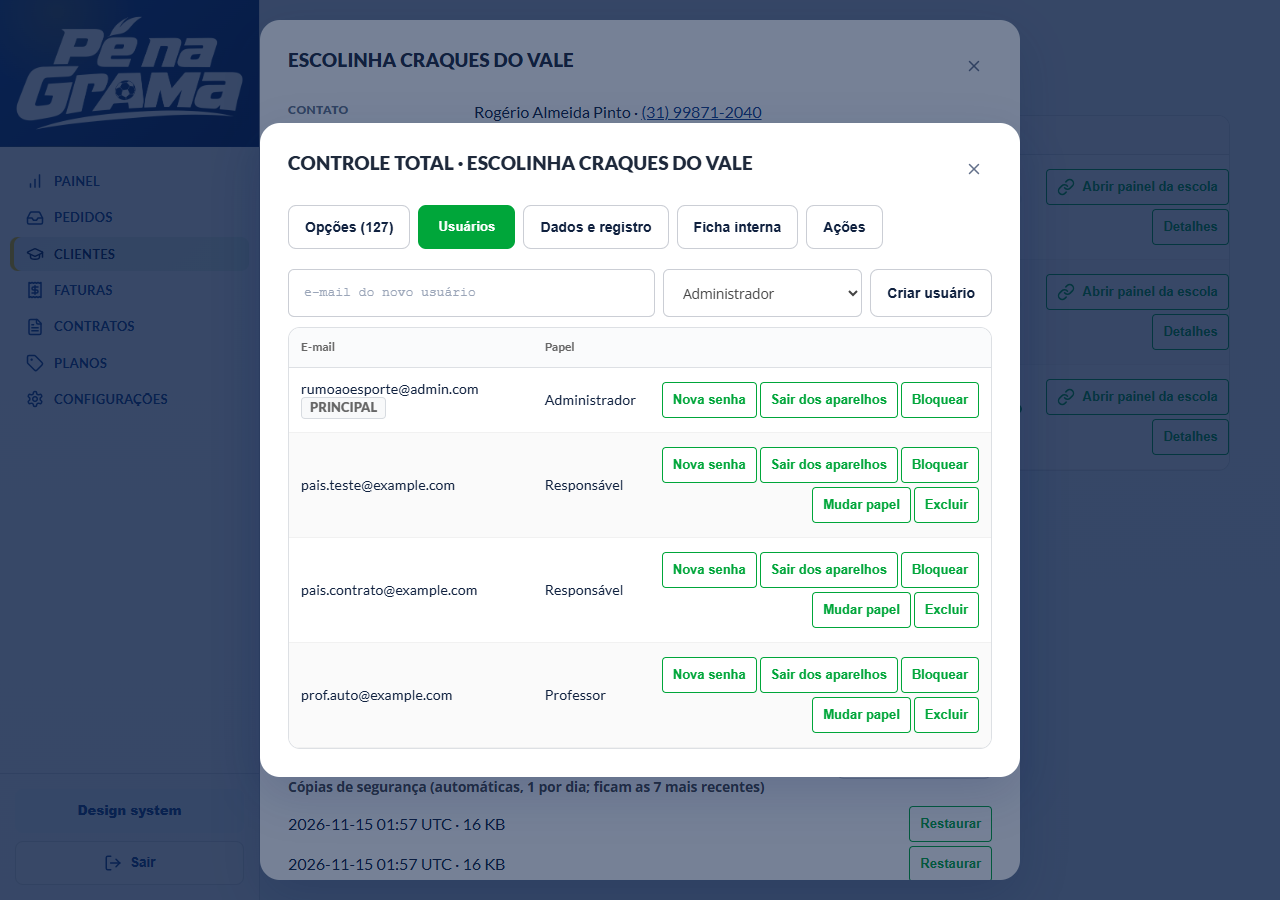 Pé na
GRAMA
PAINEL
PEDIDOS
CLIENTES
FATURAS
CONTRATOS
PLANOS
CONFIGURAÇÕES
Design system
Sair
ESCOLINHA CRAQUES DO VALE
×
CONTATO
Rogério Almeida Pinto · (31) 99871-2040
CONTROLE TOTAL · ESCOLINHA CRAQUES DO VALE
×
Opções (127) Usuários Dados e registro Ficha interna Ações
e-mail do novo usuário Administrador Criar usuário
E-mail Papel
rumoaoesporte@admin.com
PRINCIPAL
Administrador Nova senha Sair dos aparelhos Bloquear
pais.teste@example.com Responsável Nova senha Sair dos aparelhos Bloquear
Mudar papel Excluir
pais.contrato@example.com Responsável Nova senha Sair dos aparelhos Bloquear
Mudar papel Excluir
prof.auto@example.com Professor Nova senha Sair dos aparelhos Bloquear
Mudar papel Excluir
Cópias de segurança (automáticas, 1 por dia; ficam as 7 mais recentes)
2026-11-15 01:57 UTC · 16 KB Restaurar
2026-11-15 01:57 UTC · 16 KB Restaurar
Abrir painel da escola
Detalhes
Abrir painel da escola
Detalhes
Abrir painel da escola
Detalhes